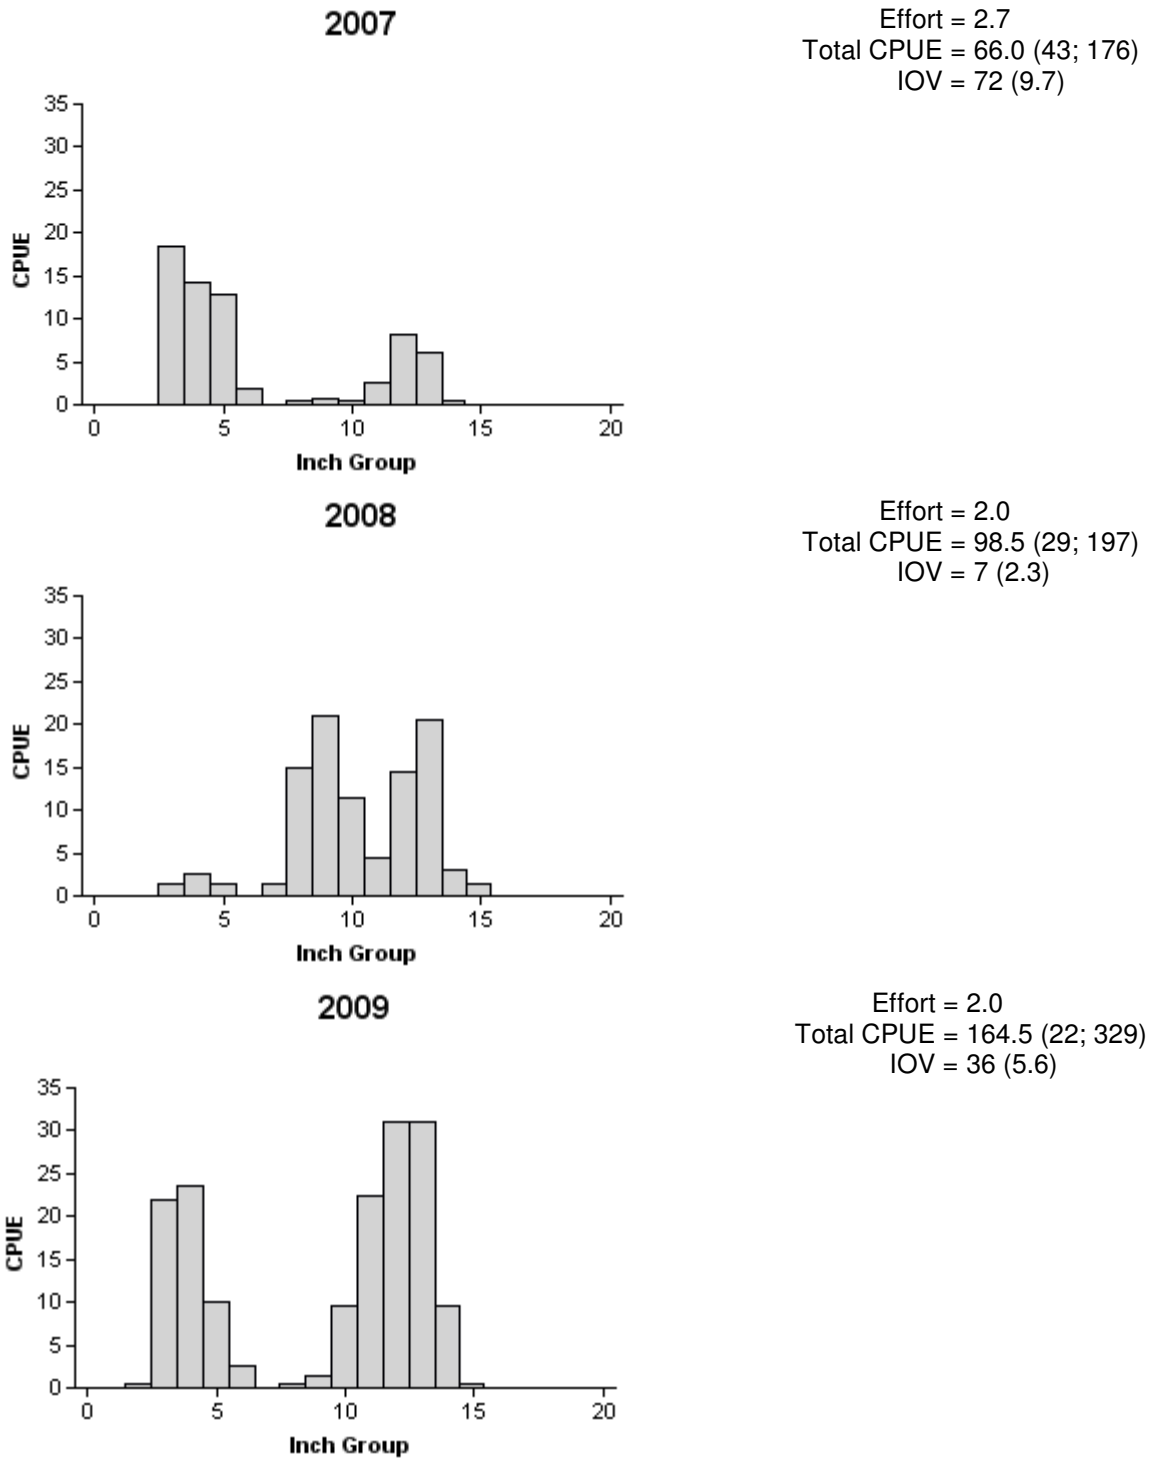 2007
Effort = 2.7
Total CPUE = 66.0 (43; 176)
IOV = 72 (9.7)
35
30
25
20
15
10
5
0
CPUE
0 5 10 15 20
Inch Group
2008
Effort = 2.0
Total CPUE = 98.5 (29; 197)
IOV = 7 (2.3)
35
30
25
20
15
10
5
0
CPUE
0 5 10 15 20
Inch Group
2009
Effort = 2.0
Total CPUE = 164.5 (22; 329)
IOV = 36 (5.6)
35
30
25
20
15
10
5
0
CPUE
0 5 10 15 20
Inch Group